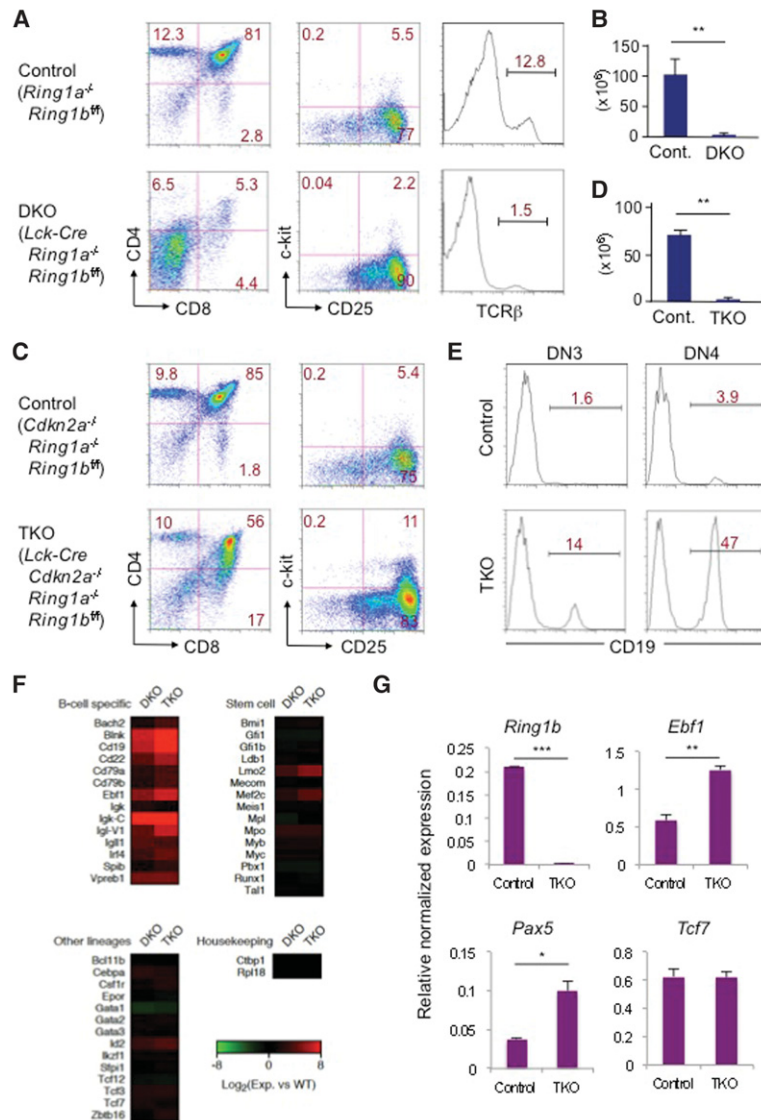 A
Control
(Ring1a-/-
Ring1bf/f)
12.3
81
2.8
0.2
5.5
77
12.8
DKO
(Lck-Cre
Ring1a-/-
Ring1bf/f)
6.5
5.3
4.4
CD4
CD8
0.04
2.2
90
c-kit
CD25
1.5
TCRβ
B
**
150
100
50
0
(x10⁶)
Cont. DKO
D
**
100
50
0
(x10⁶)
Cont. TKO
C
Control
(Cdkn2a-/-
Ring1a-/-
Ring1bf/f)
9.8
85
1.8
0.2
5.4
75
TKO
(Lck-Cre
Cdkn2a-/-
Ring1a-/-
Ring1bf/f)
10
56
17
CD4
CD8
0.2
11
83
c-kit
CD25
E
DN3
DN4
Control
1.6
3.9
TKO
14
47
CD19
F
B-cell specific
DKO
TKO
Bach2
Blnk
Cd19
Cd22
Cd79a
Cd79b
Ebf1
Igk
Igk-C
Igl-V1
Igll1
Irf4
Spib
Vpreb1
Stem cell
DKO
TKO
Bmi1
Gfi1
Gfi1b
Ldb1
Lmo2
Mecom
Mef2c
Meis1
Mpl
Mpo
Myb
Myc
Pbx1
Runx1
Tal1
Other lineages
DKO
TKO
Bcl11b
Cebpa
Csf1r
Epor
Gata1
Gata2
Gata3
Id2
Ikzf1
Sfpi1
Tcf12
Tcf3
Tcf7
Zbtb16
Housekeeping
DKO
TKO
Ctbp1
Rpl18
-8 0 8
Log₂(Exp. vs WT)
G
Relative normalized expression
Ring1b
***
0.25
0.2
0.15
0.1
0.05
0
Control TKO
Ebf1
**
1.5
1
0.5
0
Control TKO
Pax5
*
0.15
0.1
0.05
0
Control TKO
Tcf7
0.8
0.6
0.4
0.2
0
Control TKO